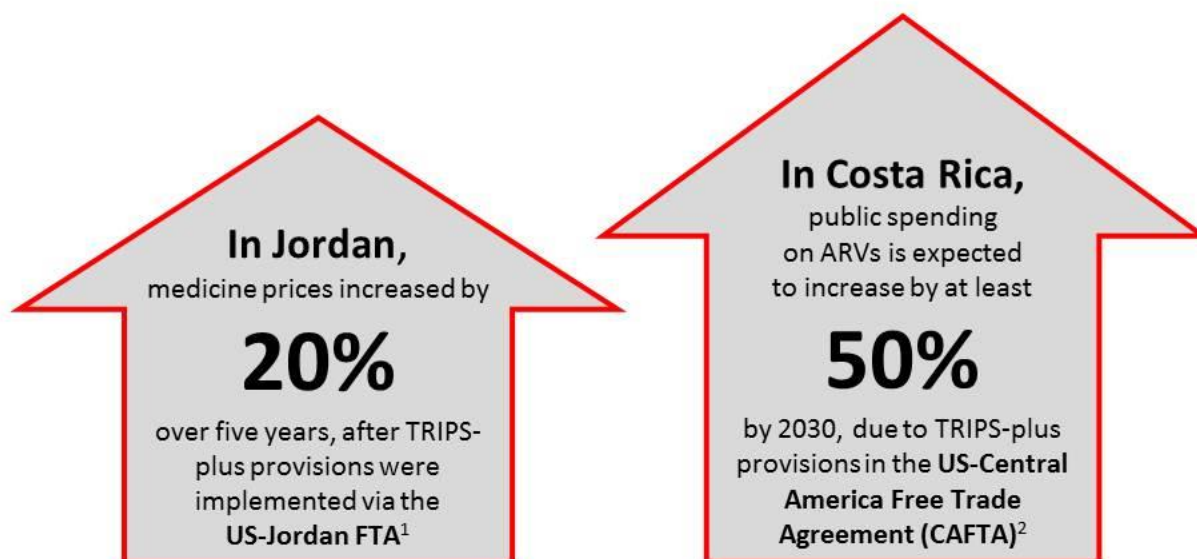 In Jordan,
medicine prices increased by
20%
over five years, after TRIPS-
plus provisions were
implemented via the
US-Jordan FTA¹
In Costa Rica,
public spending
on ARVs is expected
to increase by at least
50%
by 2030, due to TRIPS-plus
provisions in the US-Central
America Free Trade
Agreement (CAFTA)²